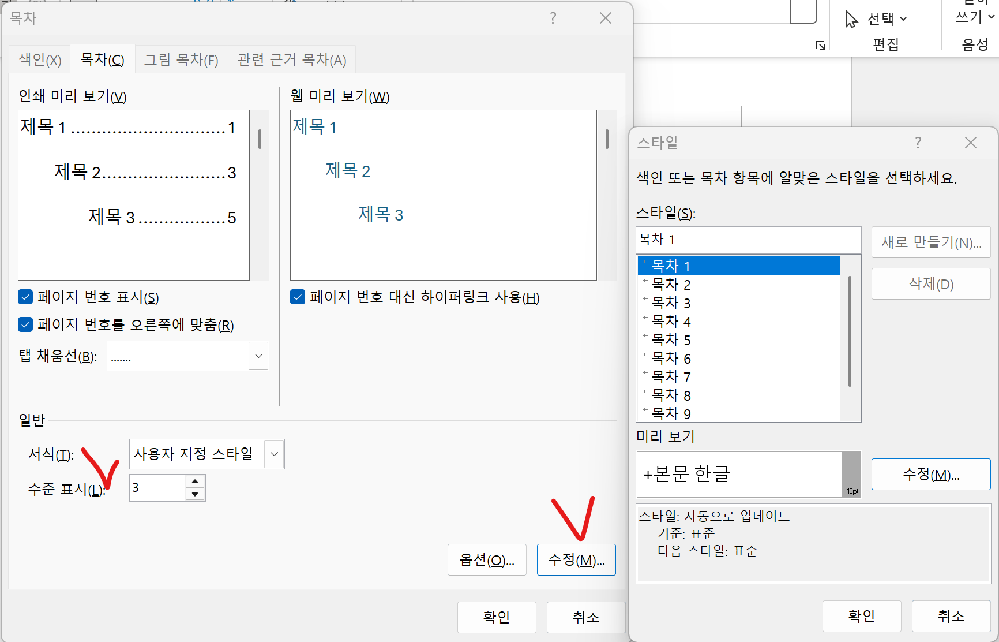 목차
색인(X)
목차(C)
그림 목차(F)
관련 근거 목차(A)
인쇄 미리 보기(V)
제목 1..............................1
제목 2........................3
제목 3.................5
페이지 번호 표시(S)
페이지 번호를 오른쪽에 맞춤(R)
탭 채움선(B): .......
웹 미리 보기(W)
제목 1
제목 2
제목 3
페이지 번호 대신 하이퍼링크 사용(H)
일반
서식(T): 사용자 지정 스타일
수준 표시(L): 3
옵션(O)...
수정(M)...
확인
취소
선택
편집
쓰기
음성
스타일
색인 또는 목차 항목에 알맞은 스타일을 선택하세요.
스타일(S):
목차 1
목차 1
목차 2
목차 3
목차 4
목차 5
목차 6
목차 7
목차 8
목차 9
새로 만들기(N)...
삭제(D)
미리 보기
+본문 한글
12pt
수정(M)...
스타일: 자동으로 업데이트
기준: 표준
다음 스타일: 표준
확인
취소